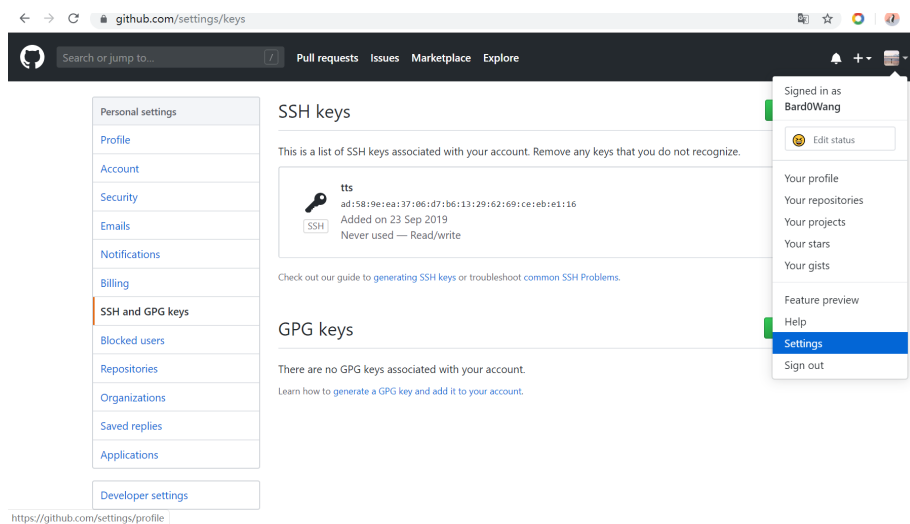 github.com/settings/keys
Search or jump to...
/
Pull requests Issues Marketplace Explore
Signed in as
Bard0Wang
Edit status
Your profile
Your repositories
Your projects
Your stars
Your gists
Feature preview
Help
Settings
Sign out
Personal settings
Profile
Account
Security
Emails
Notifications
Billing
SSH and GPG keys
Blocked users
Repositories
Organizations
Saved replies
Applications
Developer settings
SSH keys
This is a list of SSH keys associated with your account. Remove any keys that you do not recognize.
tts
ad:58:9e:ea:37:06:d7:b6:13:29:62:69:ce:eb:e1:16
SSH
Added on 23 Sep 2019
Never used — Read/write
Check out our guide to generating SSH keys or troubleshoot common SSH Problems.
GPG keys
There are no GPG keys associated with your account.
Learn how to generate a GPG key and add it to your account.
https://github.com/settings/profile